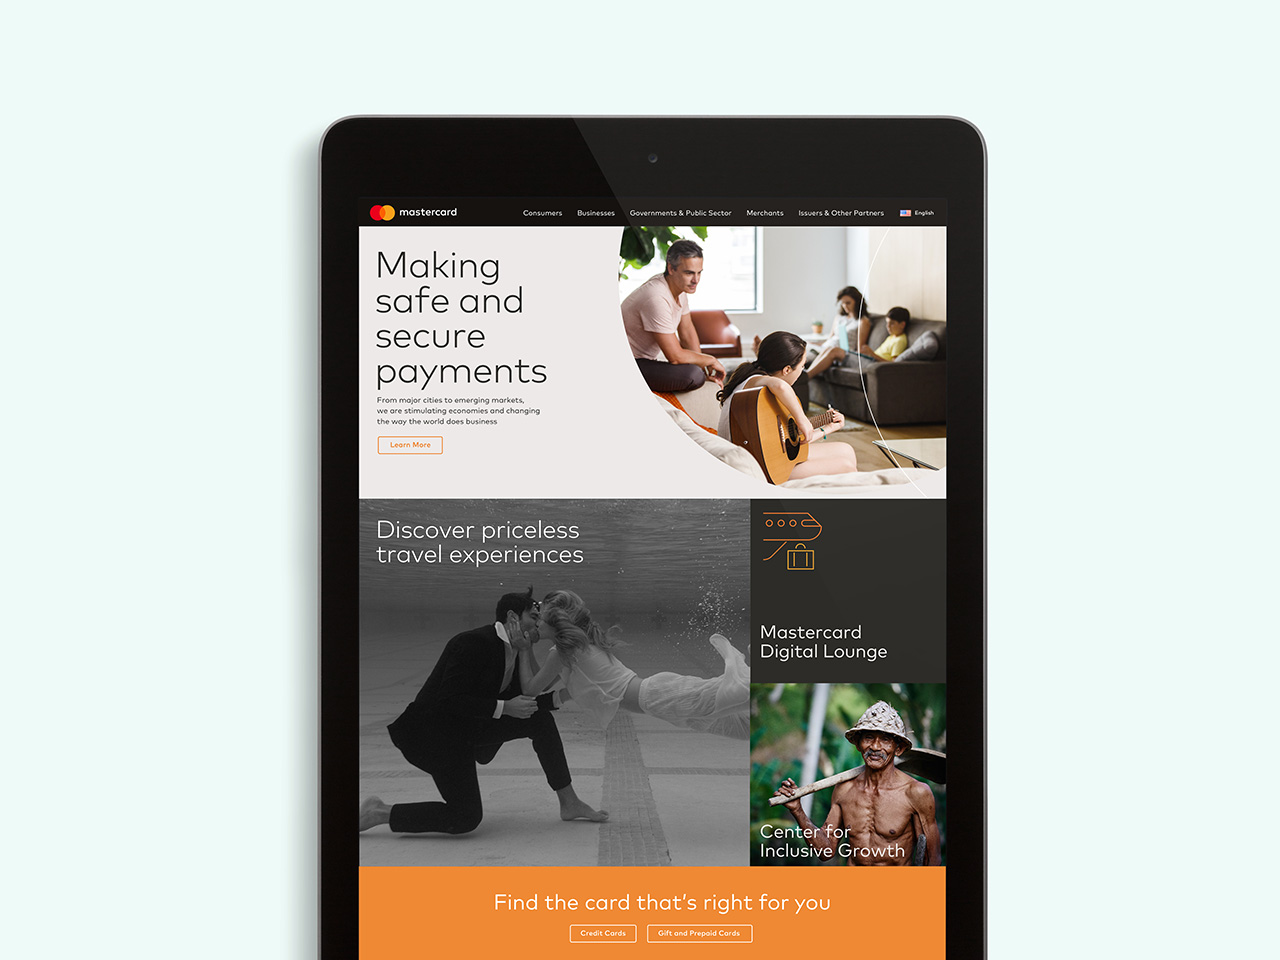 mastercard
Consumers Businesses Governments & Public Sector Merchants Issuers & Other Partners English
Making
safe and
secure
payments
From major cities to emerging markets,
we are stimulating economies and changing
the way the world does business
Learn More
Discover priceless
travel experiences
Mastercard
Digital Lounge
Center for
Inclusive Growth
Find the card that's right for you
Credit Cards
Gift and Prepaid Cards